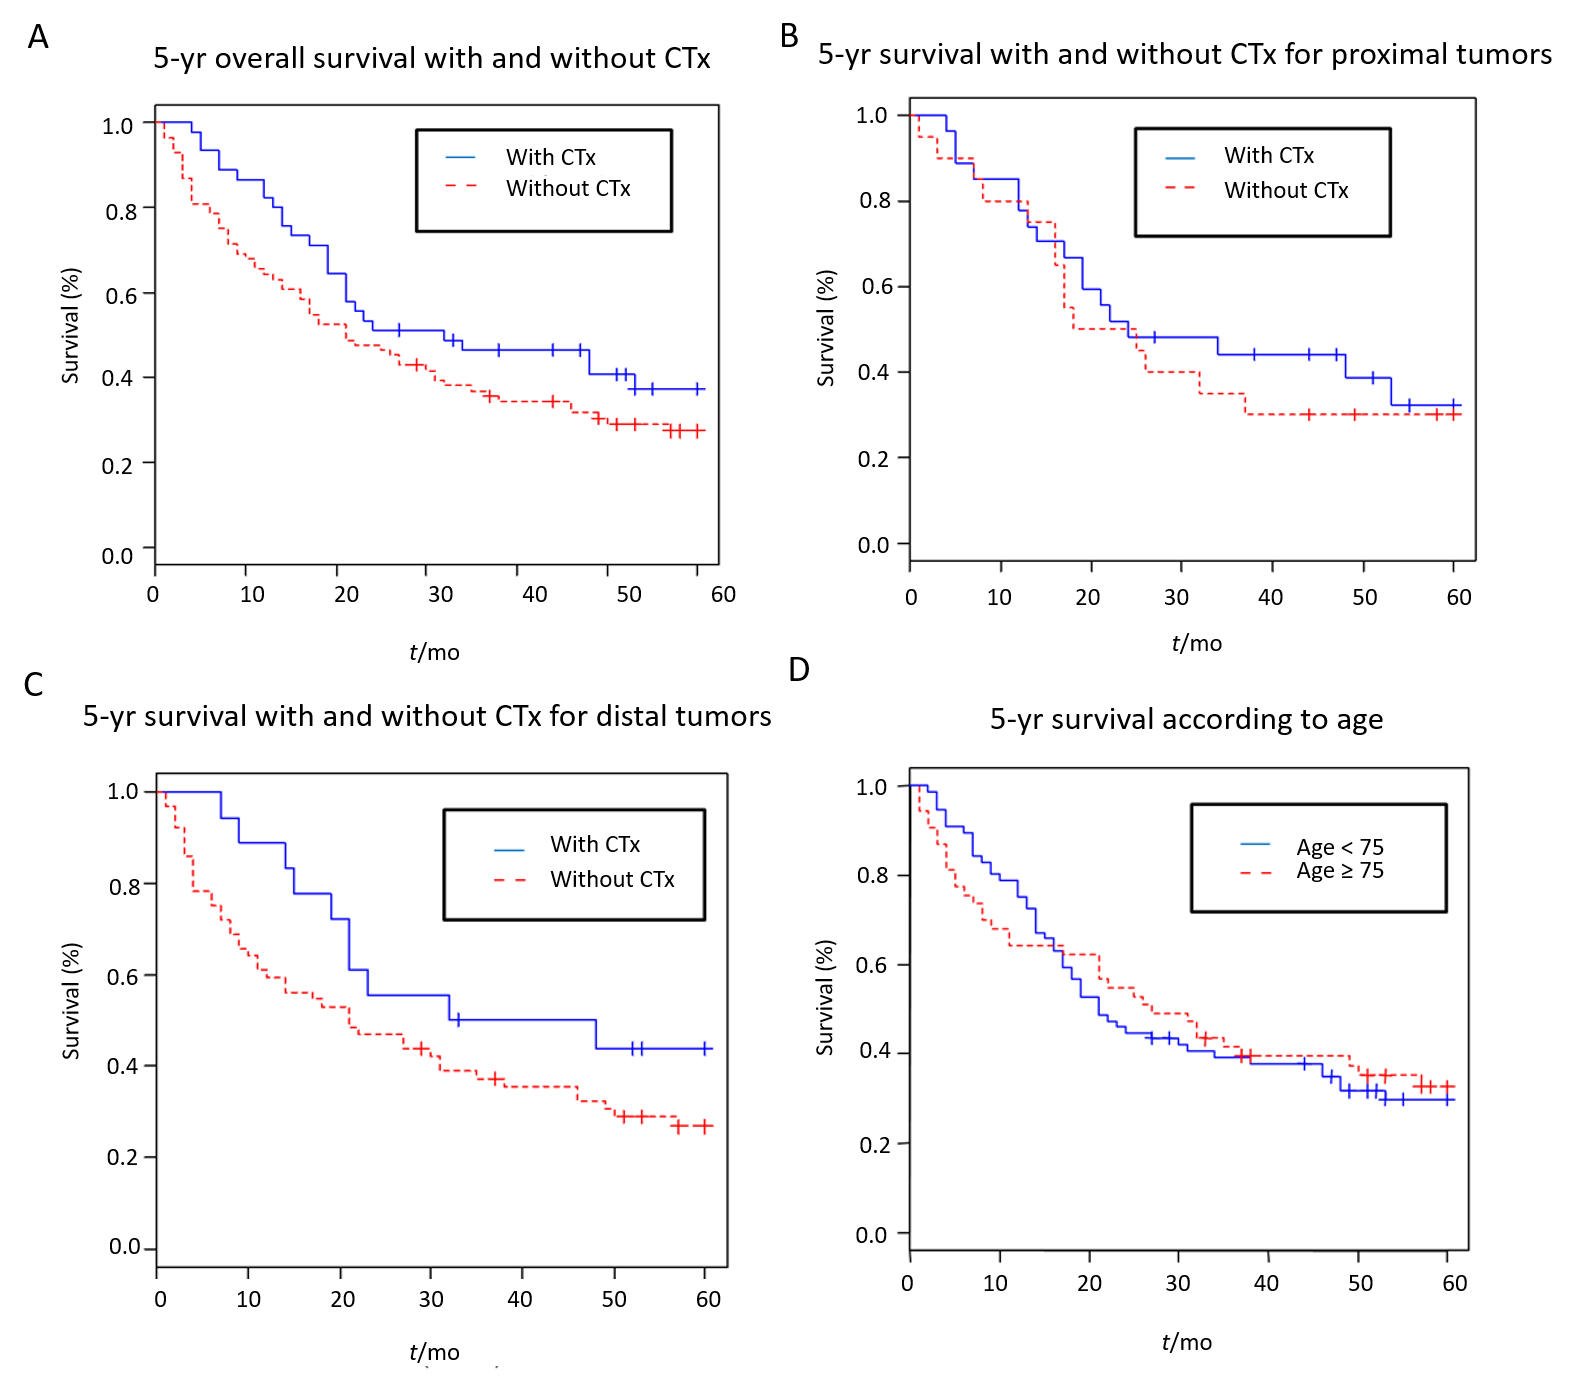 A
5-yr overall survival with and without CTx
With CTx
Without CTx
1.0
0.8
0.6
0.4
0.2
0.0
Survival (%)
0 10 20 30 40 50 60
t/mo
B
5-yr survival with and without CTx for proximal tumors
With CTx
Without CTx
1.0
0.8
0.6
0.4
0.2
0.0
Survival (%)
0 10 20 30 40 50 60
t/mo
C
5-yr survival with and without CTx for distal tumors
With CTx
Without CTx
1.0
0.8
0.6
0.4
0.2
0.0
Survival (%)
0 10 20 30 40 50 60
t/mo
D
5-yr survival according to age
Age < 75
Age ≥ 75
1.0
0.8
0.6
0.4
0.2
0.0
Survival (%)
0 10 20 30 40 50 60
t/mo